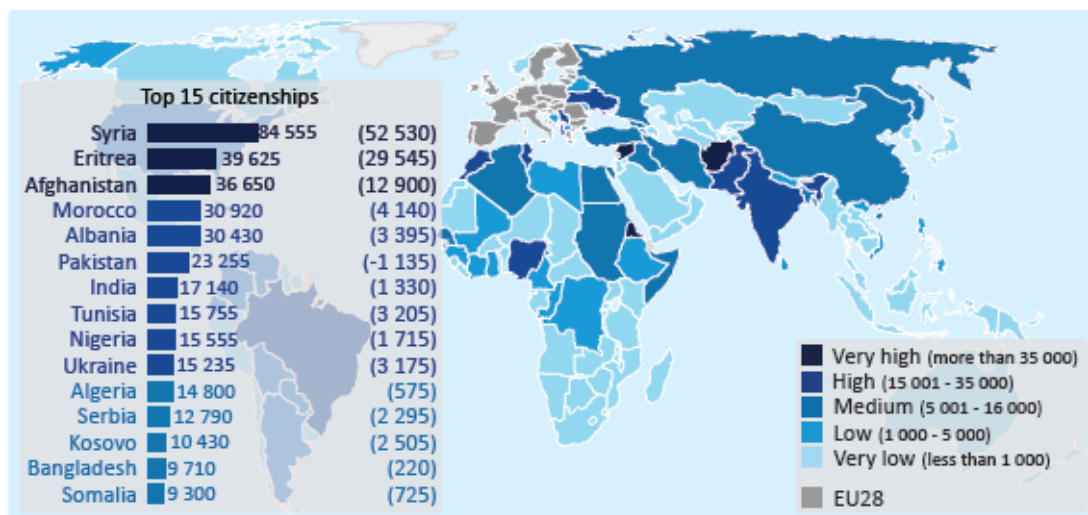 Top 15 citizenships
Syria 84 555 (52 530)
Eritrea 39 625 (29 545)
Afghanistan 36 650 (12 900)
Morocco 30 920 (4 140)
Albania 30 430 (3 395)
Pakistan 23 255 (-1 135)
India 17 140 (1 330)
Tunisia 15 755 (3 205)
Nigeria 15 555 (1 715)
Ukraine 15 235 (3 175)
Algeria 14 800 (575)
Serbia 12 790 (2 295)
Kosovo 10 430 (2 505)
Bangladesh 9 710 (220)
Somalia 9 300 (725)
Very high (more than 35 000)
High (15 001 - 35 000)
Medium (5 001 - 16 000)
Low (1 000 - 5 000)
Very low (less than 1 000)
EU28